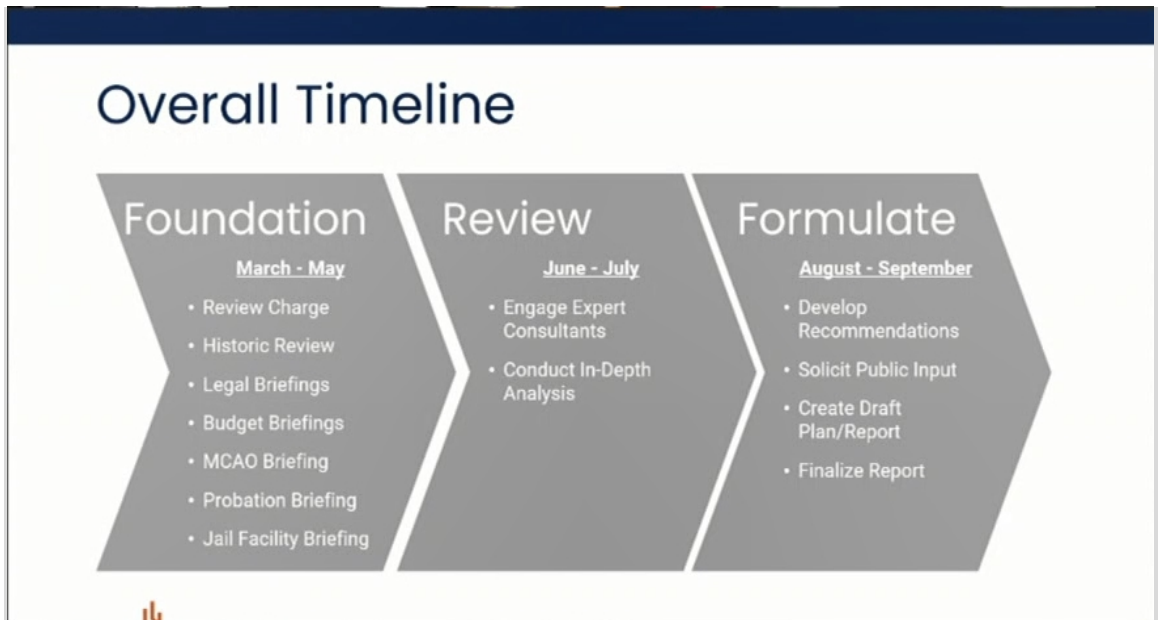 Overall Timeline
Foundation
March - May
• Review Charge
• Historic Review
• Legal Briefings
• Budget Briefings
• MCAO Briefing
• Probation Briefing
• Jail Facility Briefing
Review
June - July
• Engage Expert
Consultants
• Conduct In-Depth
Analysis
Formulate
August - September
• Develop
Recommendations
• Solicit Public Input
• Create Draft
Plan/Report
• Finalize Report